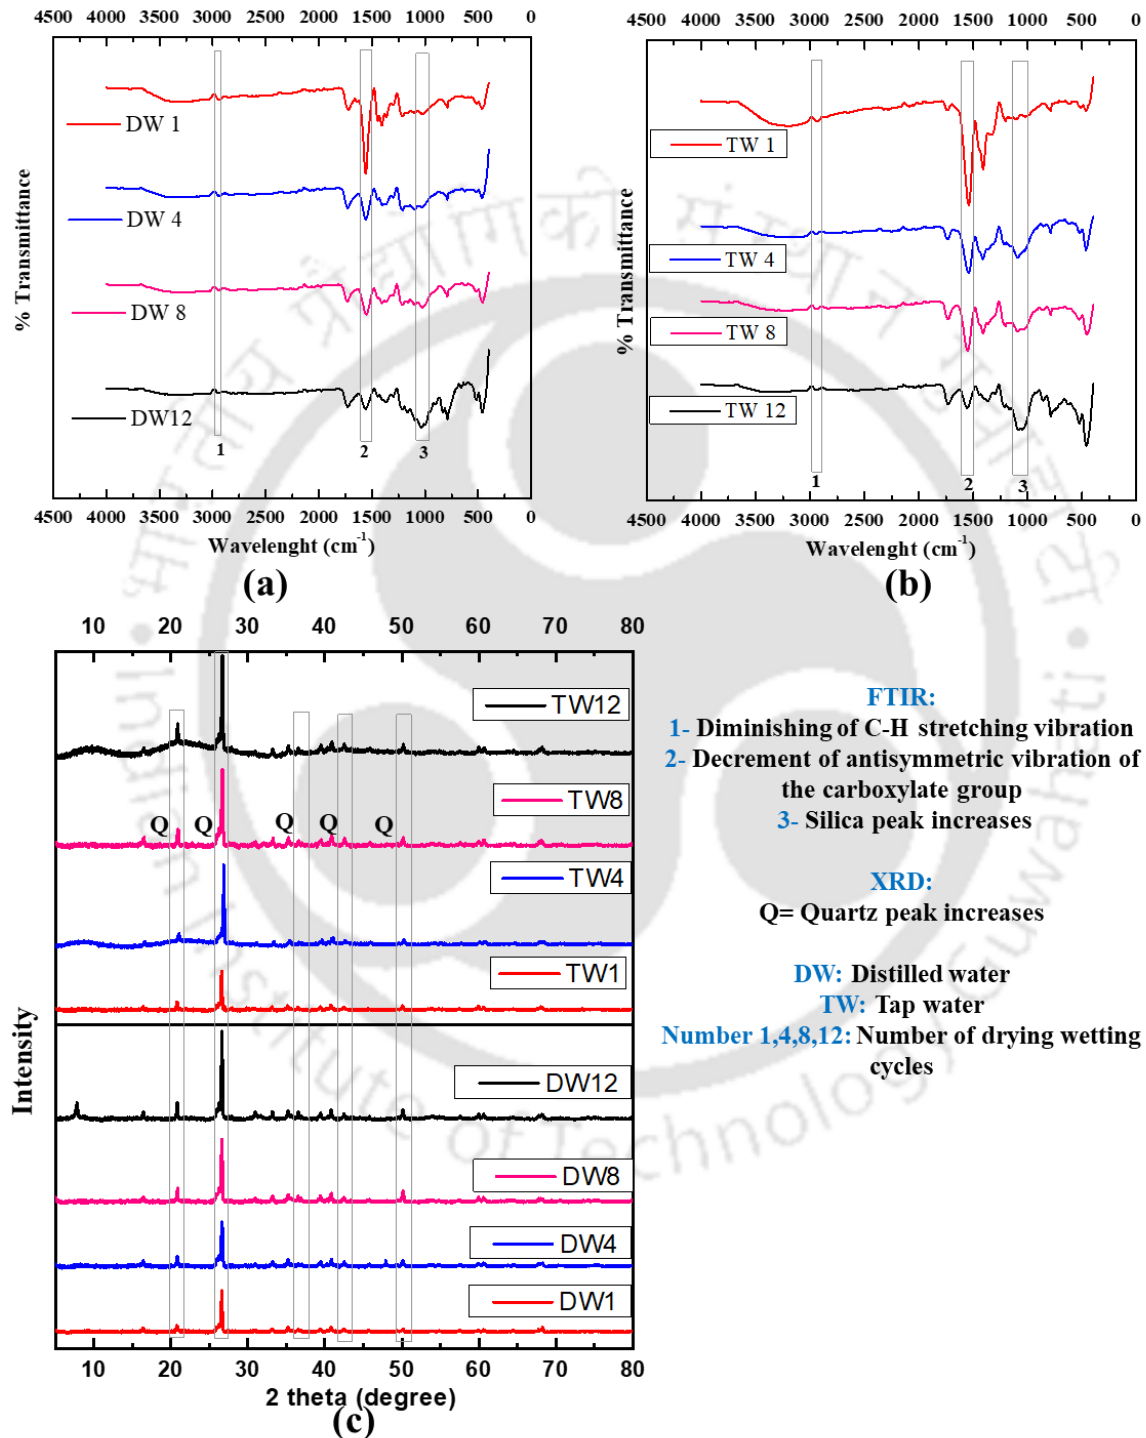 4500 4000 3500 3000 2500 2000 1500 1000 500 0
DW 1
DW 4
DW 8
DW12
1 2 3
% Transmittance
4500 4000 3500 3000 2500 2000 1500 1000 500 0
Wavelenght (cm⁻¹)
(a)
4500 4000 3500 3000 2500 2000 1500 1000 500 0
TW 1
TW 4
TW 8
TW 12
1 2 3
% Transmittance
4500 4000 3500 3000 2500 2000 1500 1000 500 0
Wavelenght (cm⁻¹)
(b)
10 20 30 40 50 60 70 80
TW12
TW8
Q Q Q Q Q
TW4
TW1
DW12
DW8
DW4
DW1
Intensity
10 20 30 40 50 60 70 80
2 theta (degree)
(c)
FTIR:
1- Diminishing of C-H stretching vibration
2- Decrement of antisymmetric vibration of
the carboxylate group
3- Silica peak increases
XRD:
Q= Quartz peak increases
DW: Distilled water
TW: Tap water
Number 1,4,8,12: Number of drying wetting
cycles
Indian Institute of Technology Guwahati